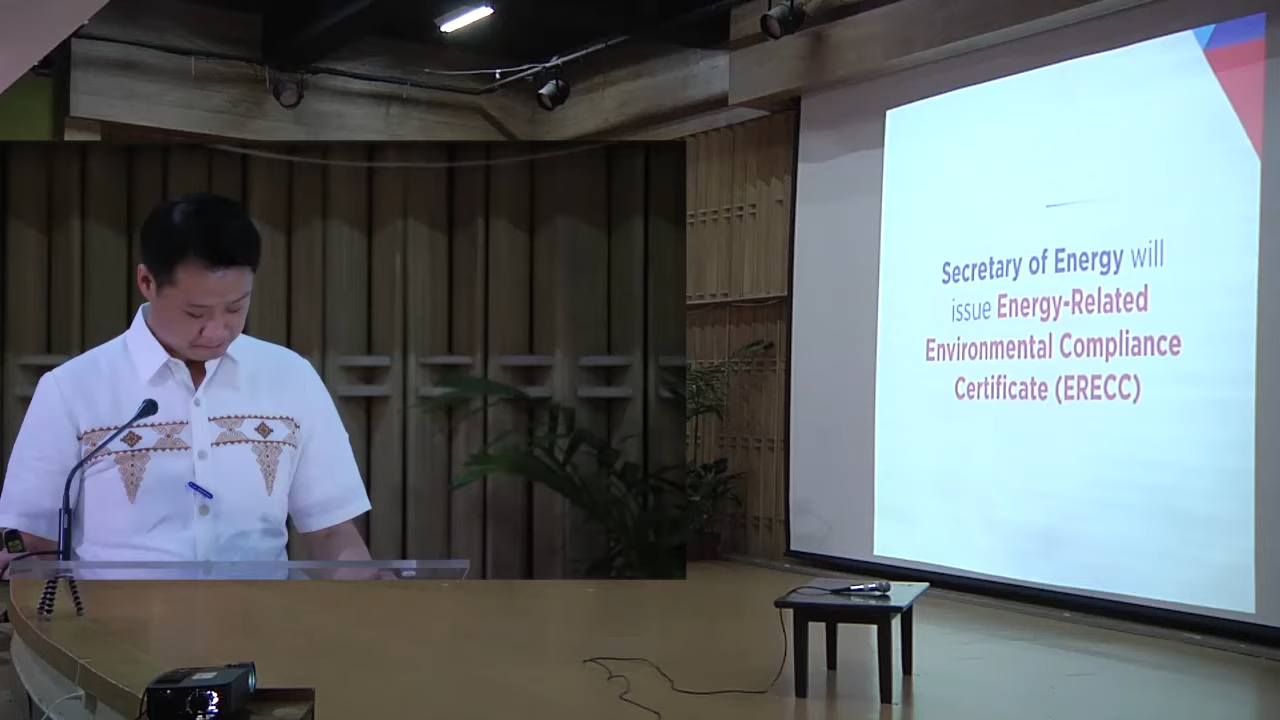 Secretary of Energy will
issue Energy-Related
Environmental Compliance
Certificate (ERECC)